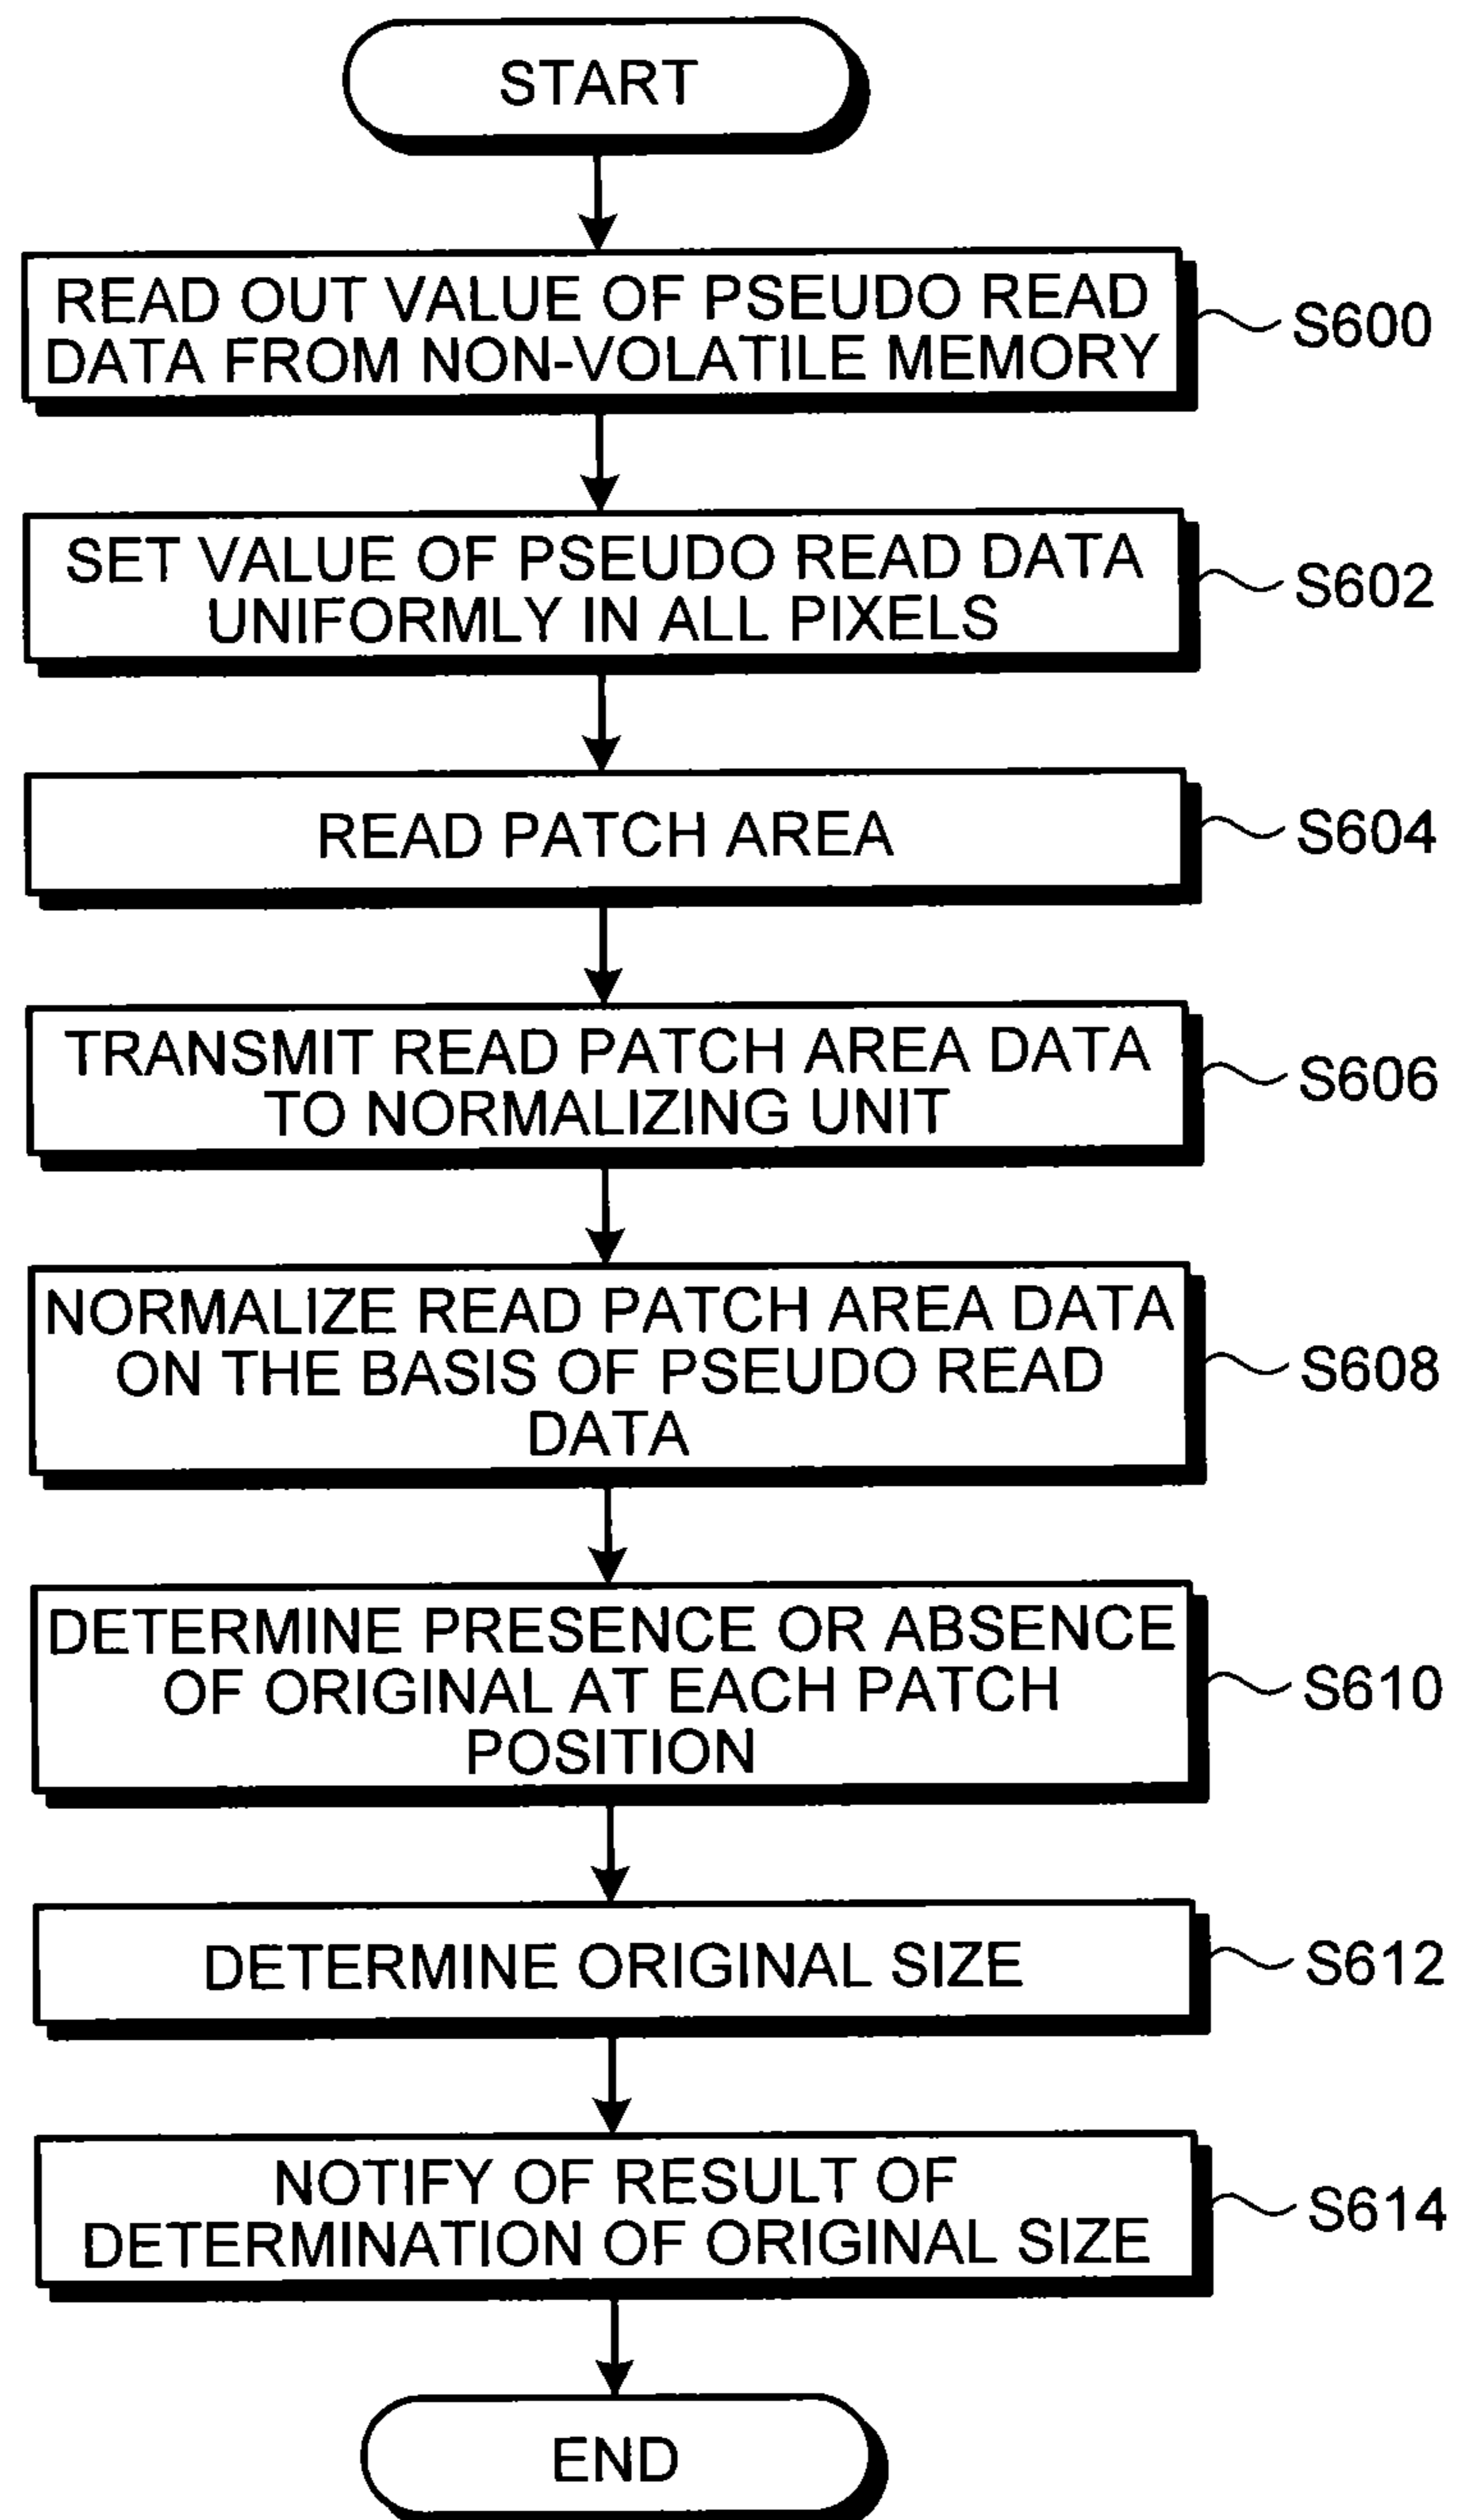 START
READ OUT VALUE OF PSEUDO READ
DATA FROM NON-VOLATILE MEMORY
S600
SET VALUE OF PSEUDO READ DATA
UNIFORMLY IN ALL PIXELS
S602
READ PATCH AREA
S604
TRANSMIT READ PATCH AREA DATA
TO NORMALIZING UNIT
S606
NORMALIZE READ PATCH AREA DATA
ON THE BASIS OF PSEUDO READ
DATA
S608
DETERMINE PRESENCE OR ABSENCE
OF ORIGINAL AT EACH PATCH
POSITION
S610
DETERMINE ORIGINAL SIZE
S612
NOTIFY OF RESULT OF
DETERMINATION OF ORIGINAL SIZE
S614
END